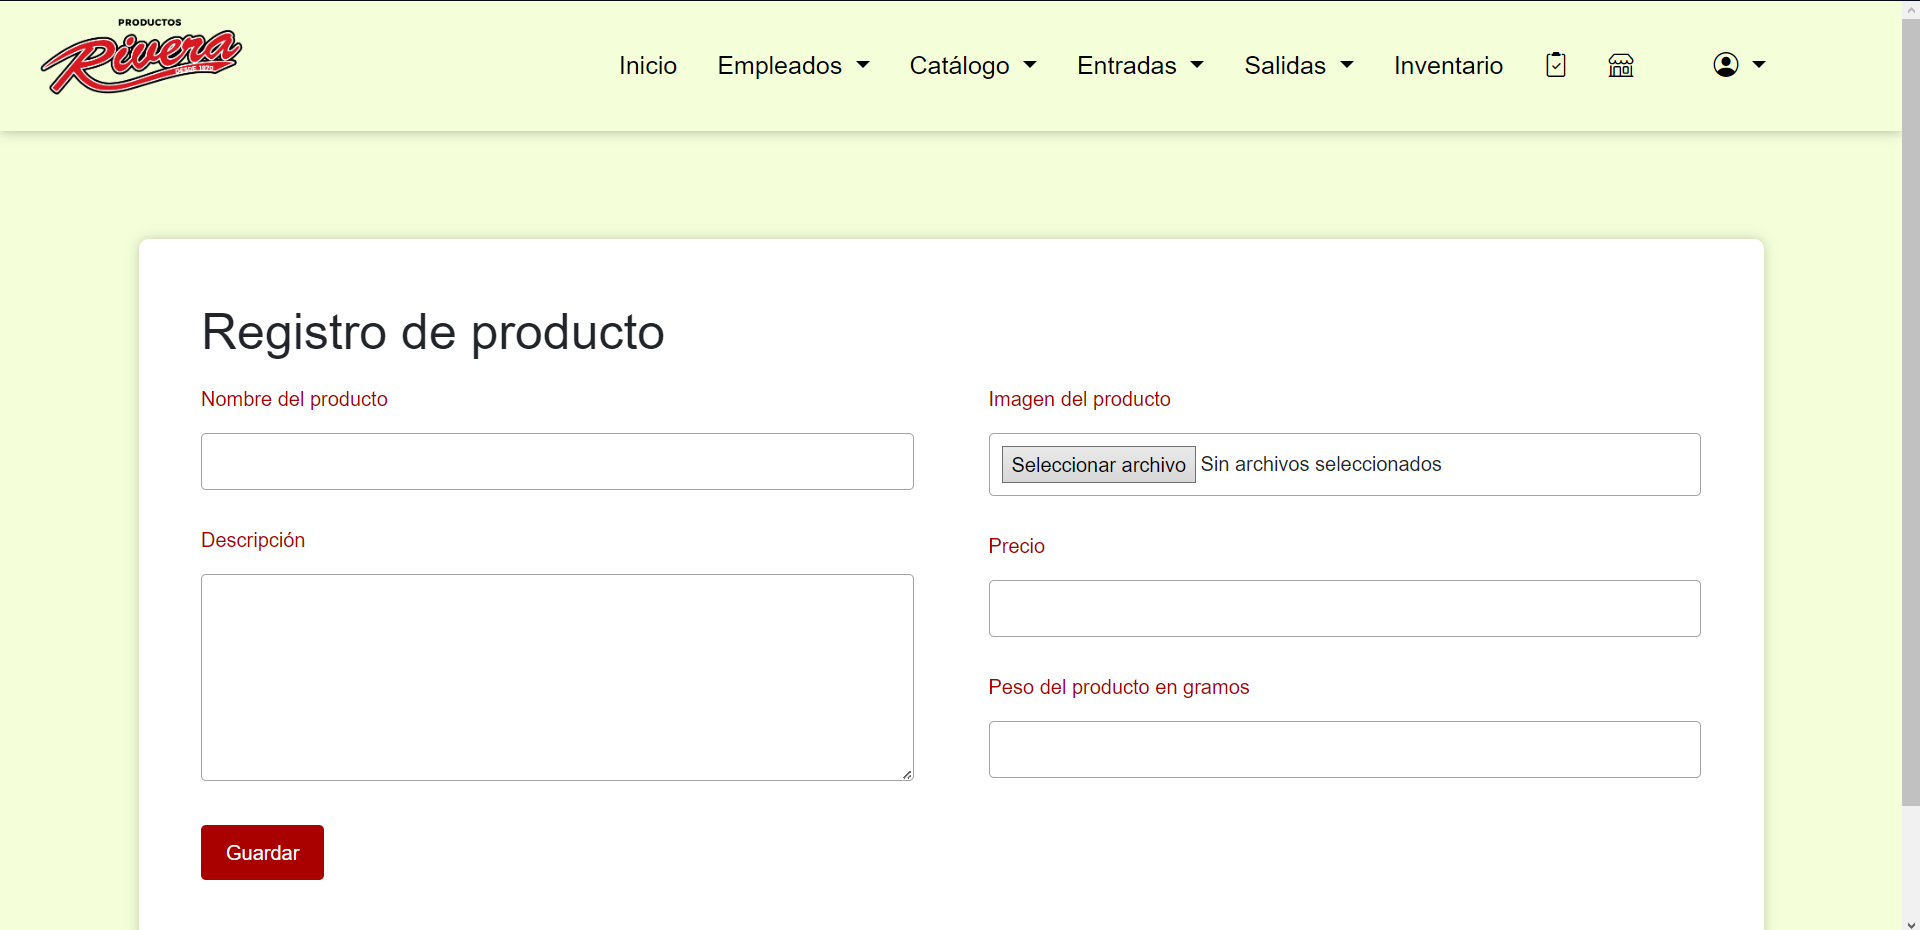 PRODUCTOS
Rivera
DESDE 1970
Inicio Empleados Catálogo Entradas Salidas Inventario
Registro de producto
Nombre del producto
Imagen del producto
Seleccionar archivo Sin archivos seleccionados
Descripción
Precio
Peso del producto en gramos
Guardar